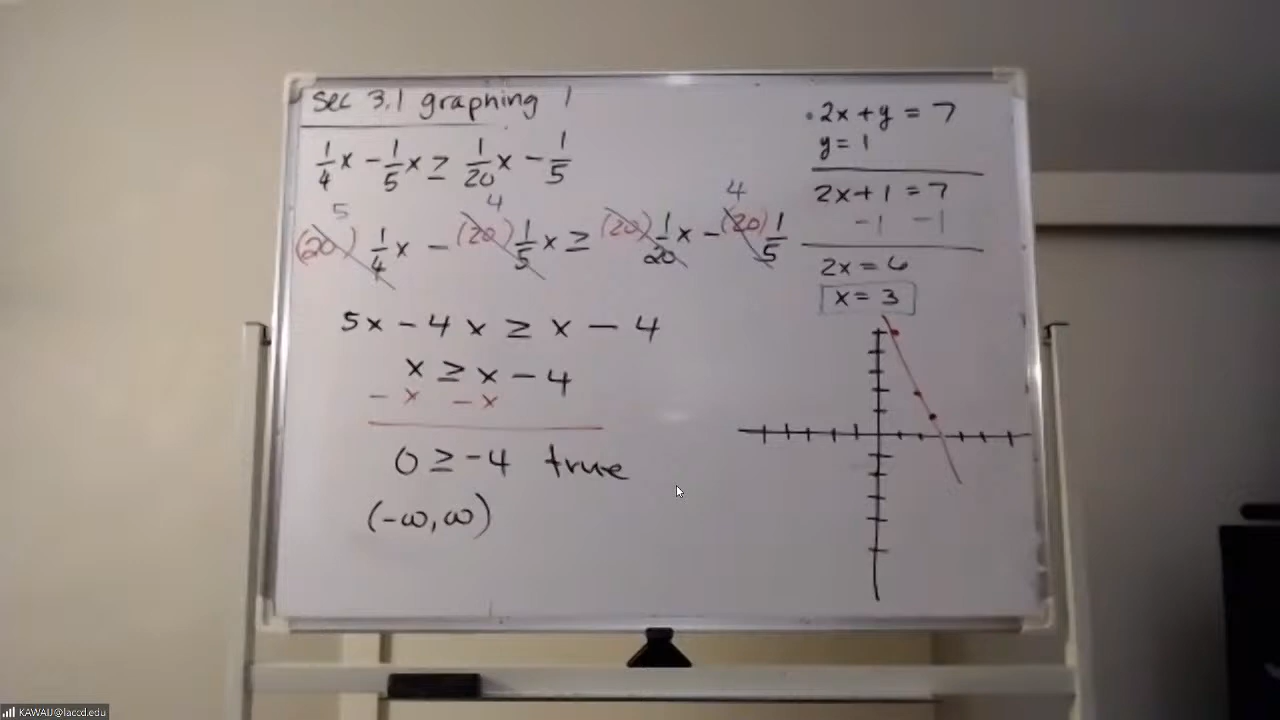 sec 3.1 graphing 1
1/4 x - 1/5 x ≥ 1/20 x - 1/5
5 4 4
(20) 1/4 x - (20) 1/5 x ≥ (20) 1/20 x - (20) 1/5
5x - 4x ≥ x - 4
x ≥ x - 4
- x - x
0 ≥ -4 true
(-∞, ∞)
2x + y = 7
y = 1
2x + 1 = 7
-1 -1
2x = 6
x = 3
KAWAIJ@laccd.edu